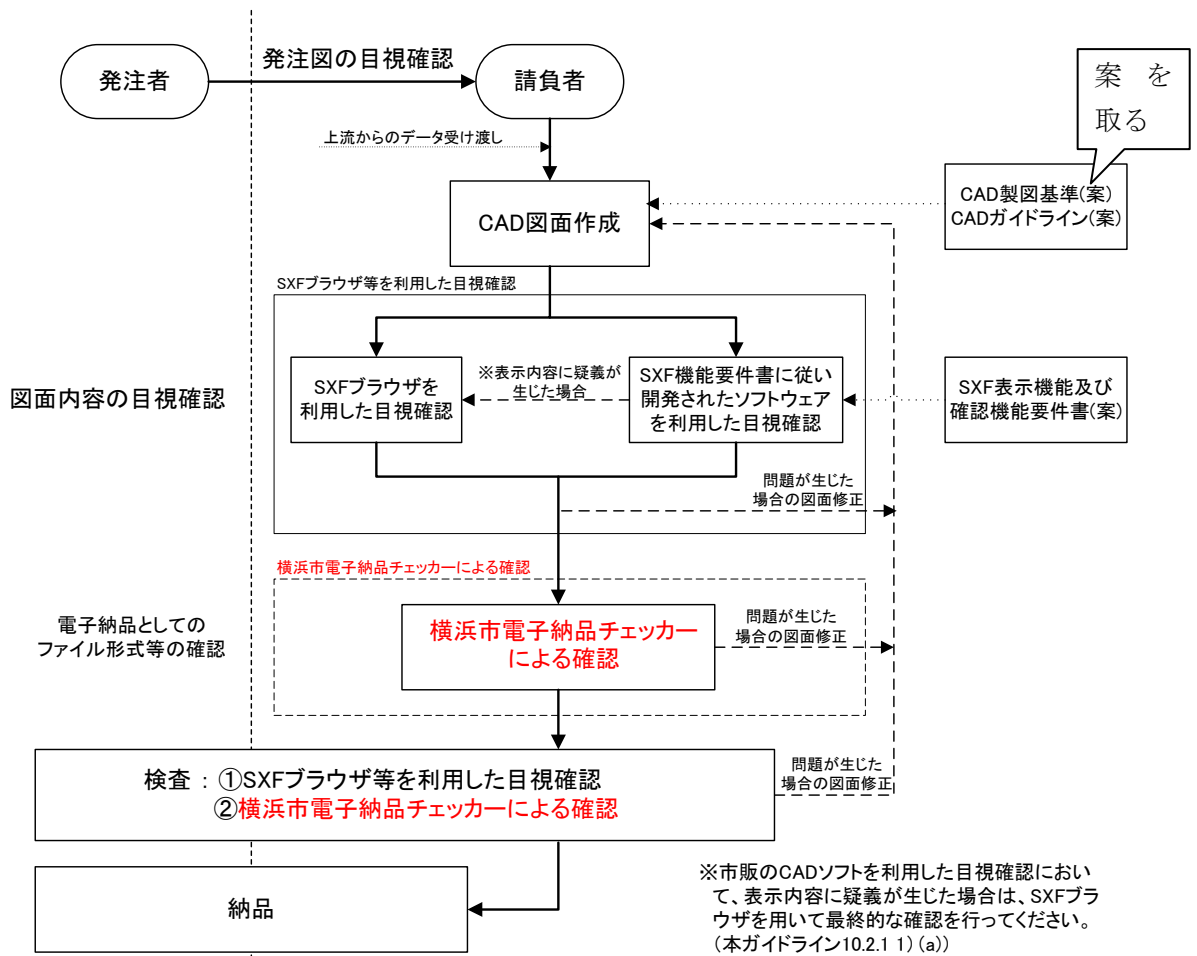 発注者
発注図の目視確認
請負者
案を
取る
上流からのデータ受け渡し
CAD図面作成
CAD製図基準(案)
CADガイドライン(案)
SXFブラウザ等を利用した目視確認
図面内容の目視確認
SXFブラウザを
利用した目視確認
※表示内容に疑義が
生じた場合
SXF機能要件書に従い
開発されたソフトウェア
を利用した目視確認
SXF表示機能及び
確認機能要件書(案)
問題が生じた
場合の図面修正
横浜市電子納品チェッカーによる確認
電子納品としての
ファイル形式等の確認
横浜市電子納品チェッカー
による確認
問題が生じた
場合の図面修正
検査 : ①SXFブラウザ等を利用した目視確認
②横浜市電子納品チェッカーによる確認
問題が生じた
場合の図面修正
納品
※市販のCADソフトを利用した目視確認におい
て、表示内容に疑義が生じた場合は、SXFブラ
ウザを用いて最終的な確認を行ってください。
(本ガイドライン10.2.1 1) (a))